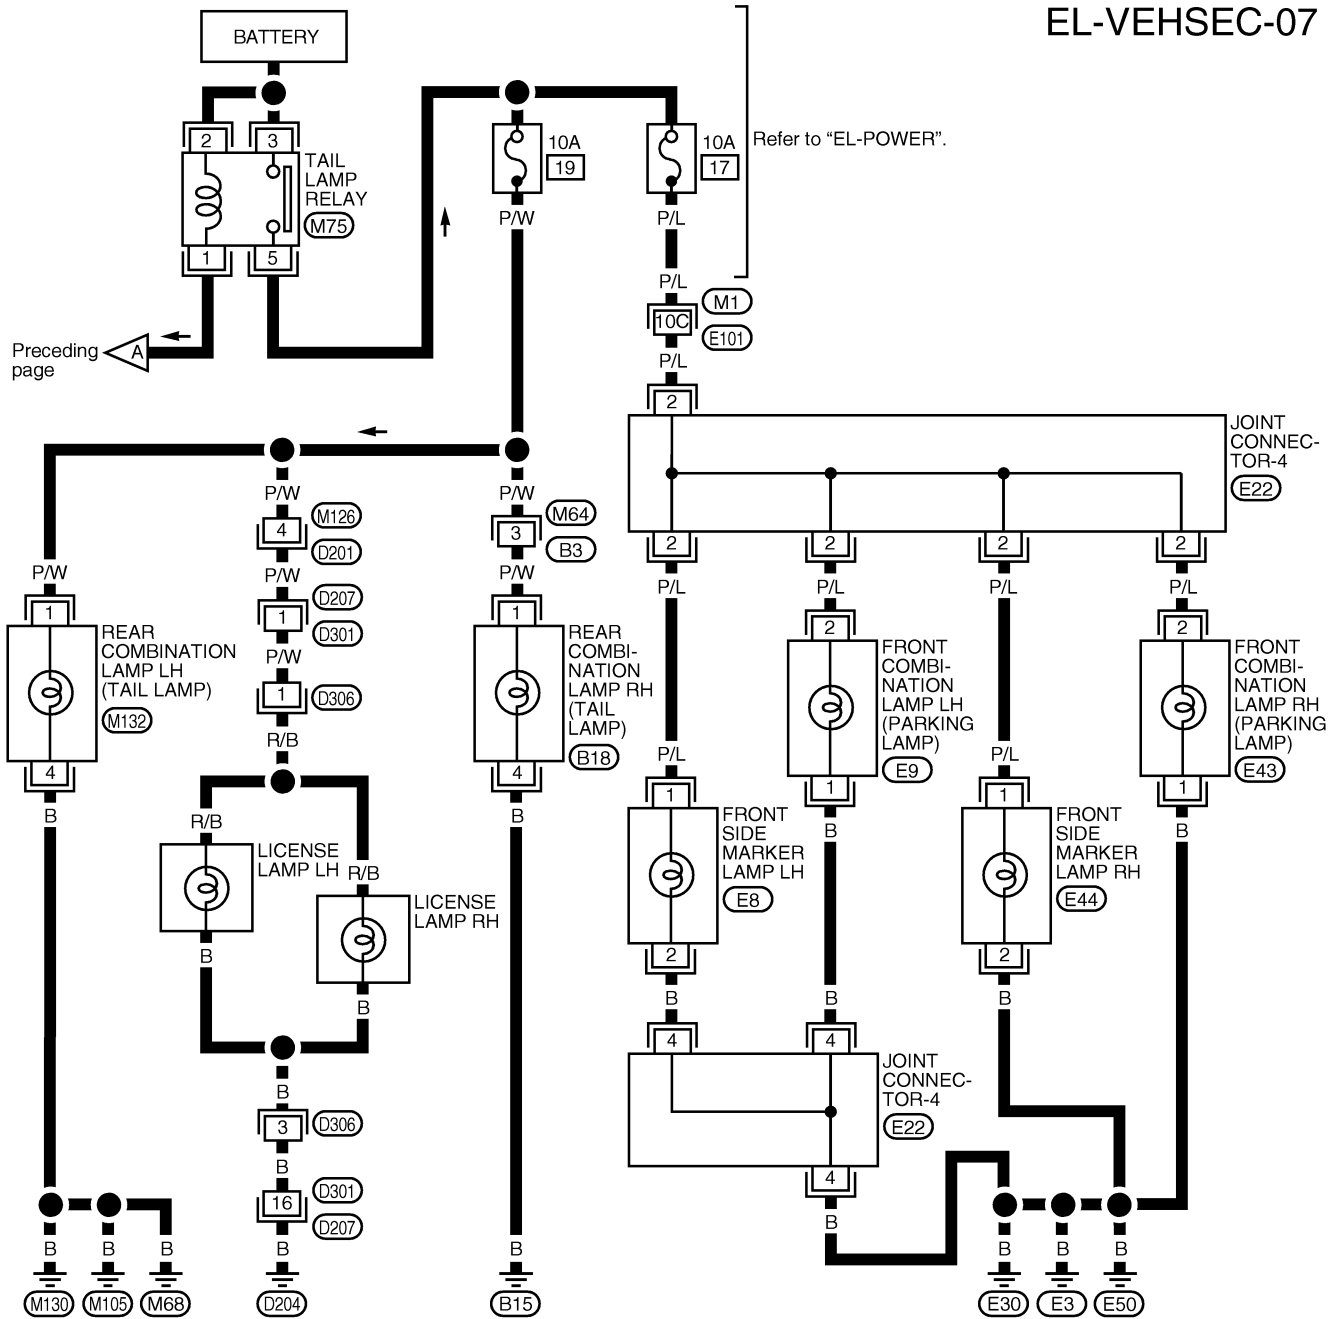 EL-VEHSEC-07
BATTERY
2
3
TAIL
LAMP
RELAY
M75
1
5
Preceding
page
A
10A
19
P/W
10A
17
P/L
Refer to “EL-POWER”.
P/L
M1
10C
E101
P/L
2
JOINT
CONNEC-
TOR-4
E22
2
2
2
2
P/L
P/L
P/L
P/L
P/W
4
M126
D201
P/W
1
D207
D301
P/W
1
D306
R/B
P/W
3
M64
B3
P/W
P/W
1
REAR
COMBINATION
LAMP LH
(TAIL LAMP)
M132
4
B
1
REAR
COMBI-
NATION
LAMP RH
(TAIL
LAMP)
B18
4
B
2
FRONT
COMBI-
NATION
LAMP LH
(PARKING
LAMP)
E9
1
B
2
FRONT
COMBI-
NATION
LAMP RH
(PARKING
LAMP)
E43
1
B
P/L
1
FRONT
SIDE
MARKER
LAMP LH
E8
2
B
P/L
1
FRONT
SIDE
MARKER
LAMP RH
E44
2
B
R/B
LICENSE
LAMP LH
B
R/B
LICENSE
LAMP RH
B
B
3
D306
B
16
D301
D207
B
D204
B
4
4
JOINT
CONNEC-
TOR-4
E22
4
B
B
B
B
M130
M105
M68
B
B15
B
B
B
E30
E3
E50